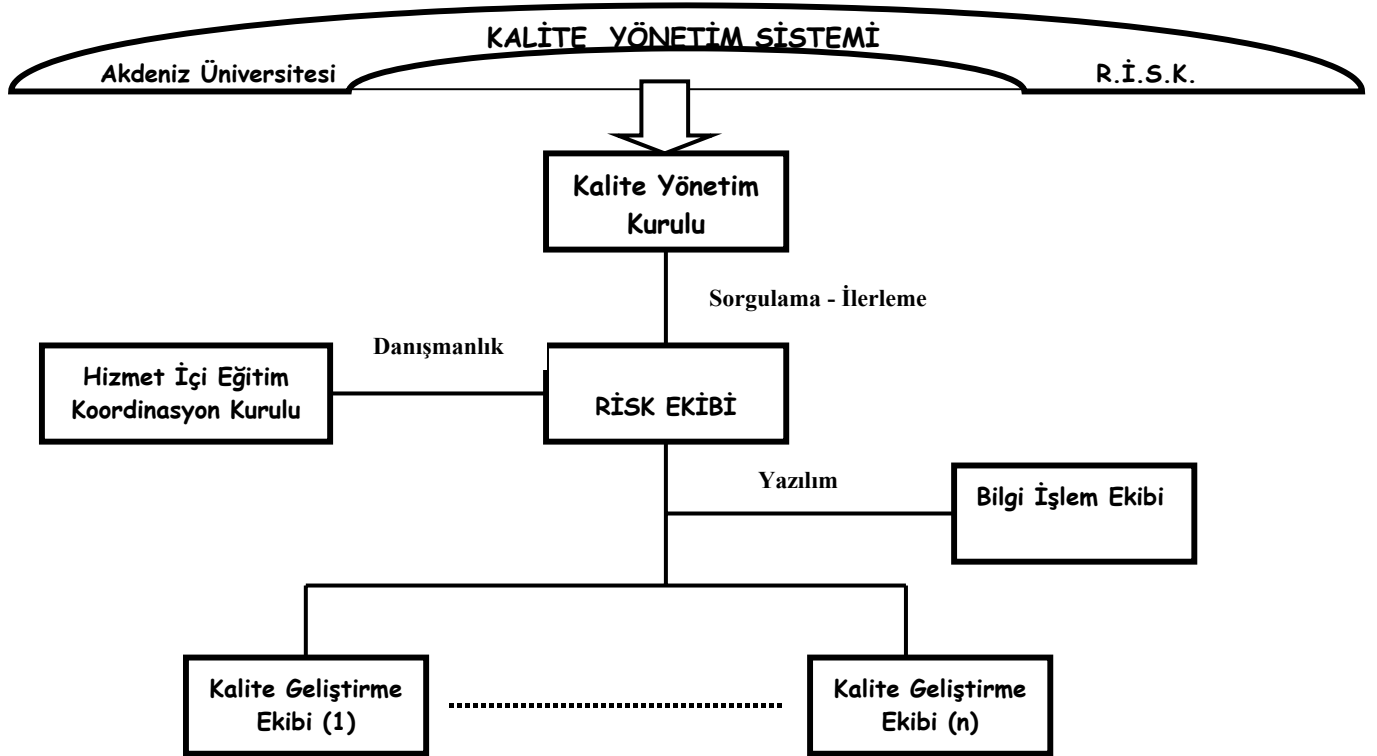 KALİTE YÖNETİM SİSTEMİ
Akdeniz Üniversitesi R.İ.S.K.
Kalite Yönetim
Kurulu
Sorgulama - İlerleme
Danışmanlık
Hizmet İçi Eğitim
Koordinasyon Kurulu
RİSK EKİBİ
Yazılım
Bilgi İşlem Ekibi
Kalite Geliştirme
Ekibi (1)
Kalite Geliştirme
Ekibi (n)